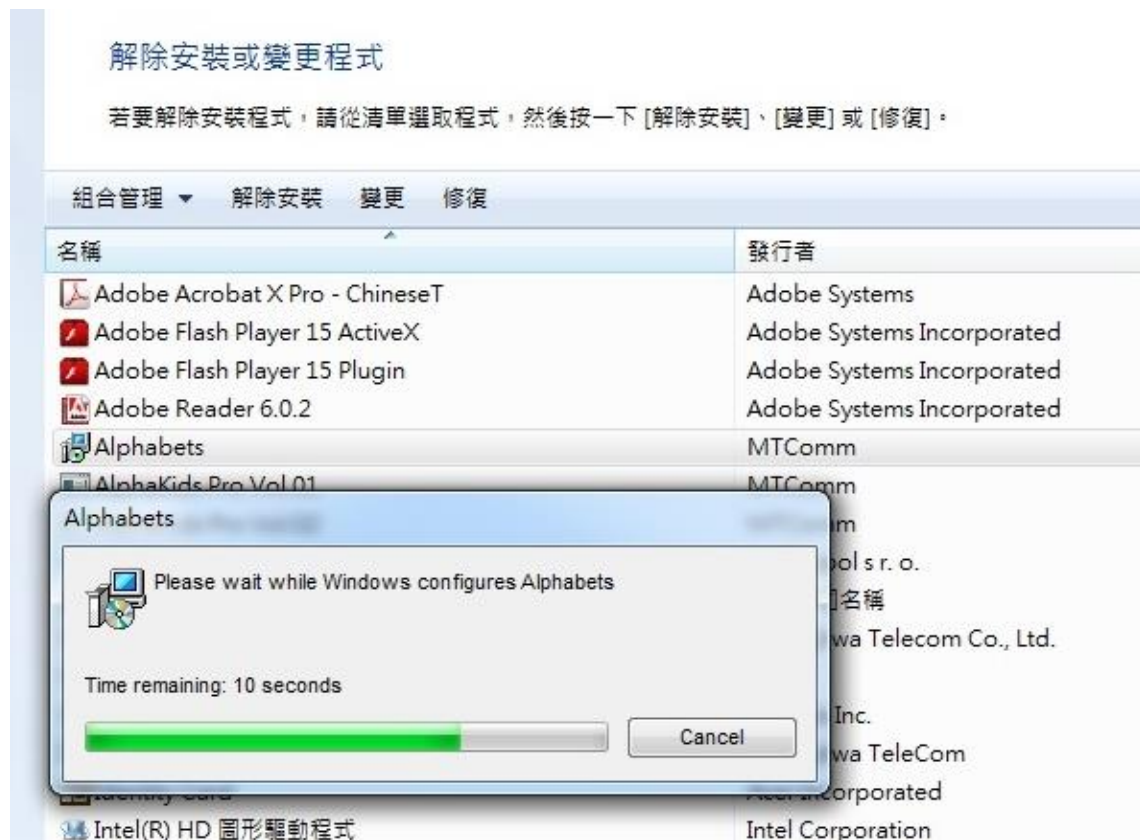 解除安裝或變更程式
若要解除安裝程式，請從清單選取程式，然後按一下 [解除安裝]、[變更] 或 [修復]。
組合管理 解除安裝 變更 修復
名稱 發行者
Adobe Acrobat X Pro - ChineseT Adobe Systems
Adobe Flash Player 15 ActiveX Adobe Systems Incorporated
Adobe Flash Player 15 Plugin Adobe Systems Incorporated
Adobe Reader 6.0.2 Adobe Systems Incorporated
Alphabets MTComm
AlphaKids Pro Vol 01 MTComm
Alphabets
Please wait while Windows configures Alphabets
s r. o.
名稱
Telecom Co., Ltd.
Time remaining: 10 seconds
Inc.
Cancel
TeleCom
Identity Card Acer Incorporated
Intel(R) HD 圖形驅動程式 Intel Corporation